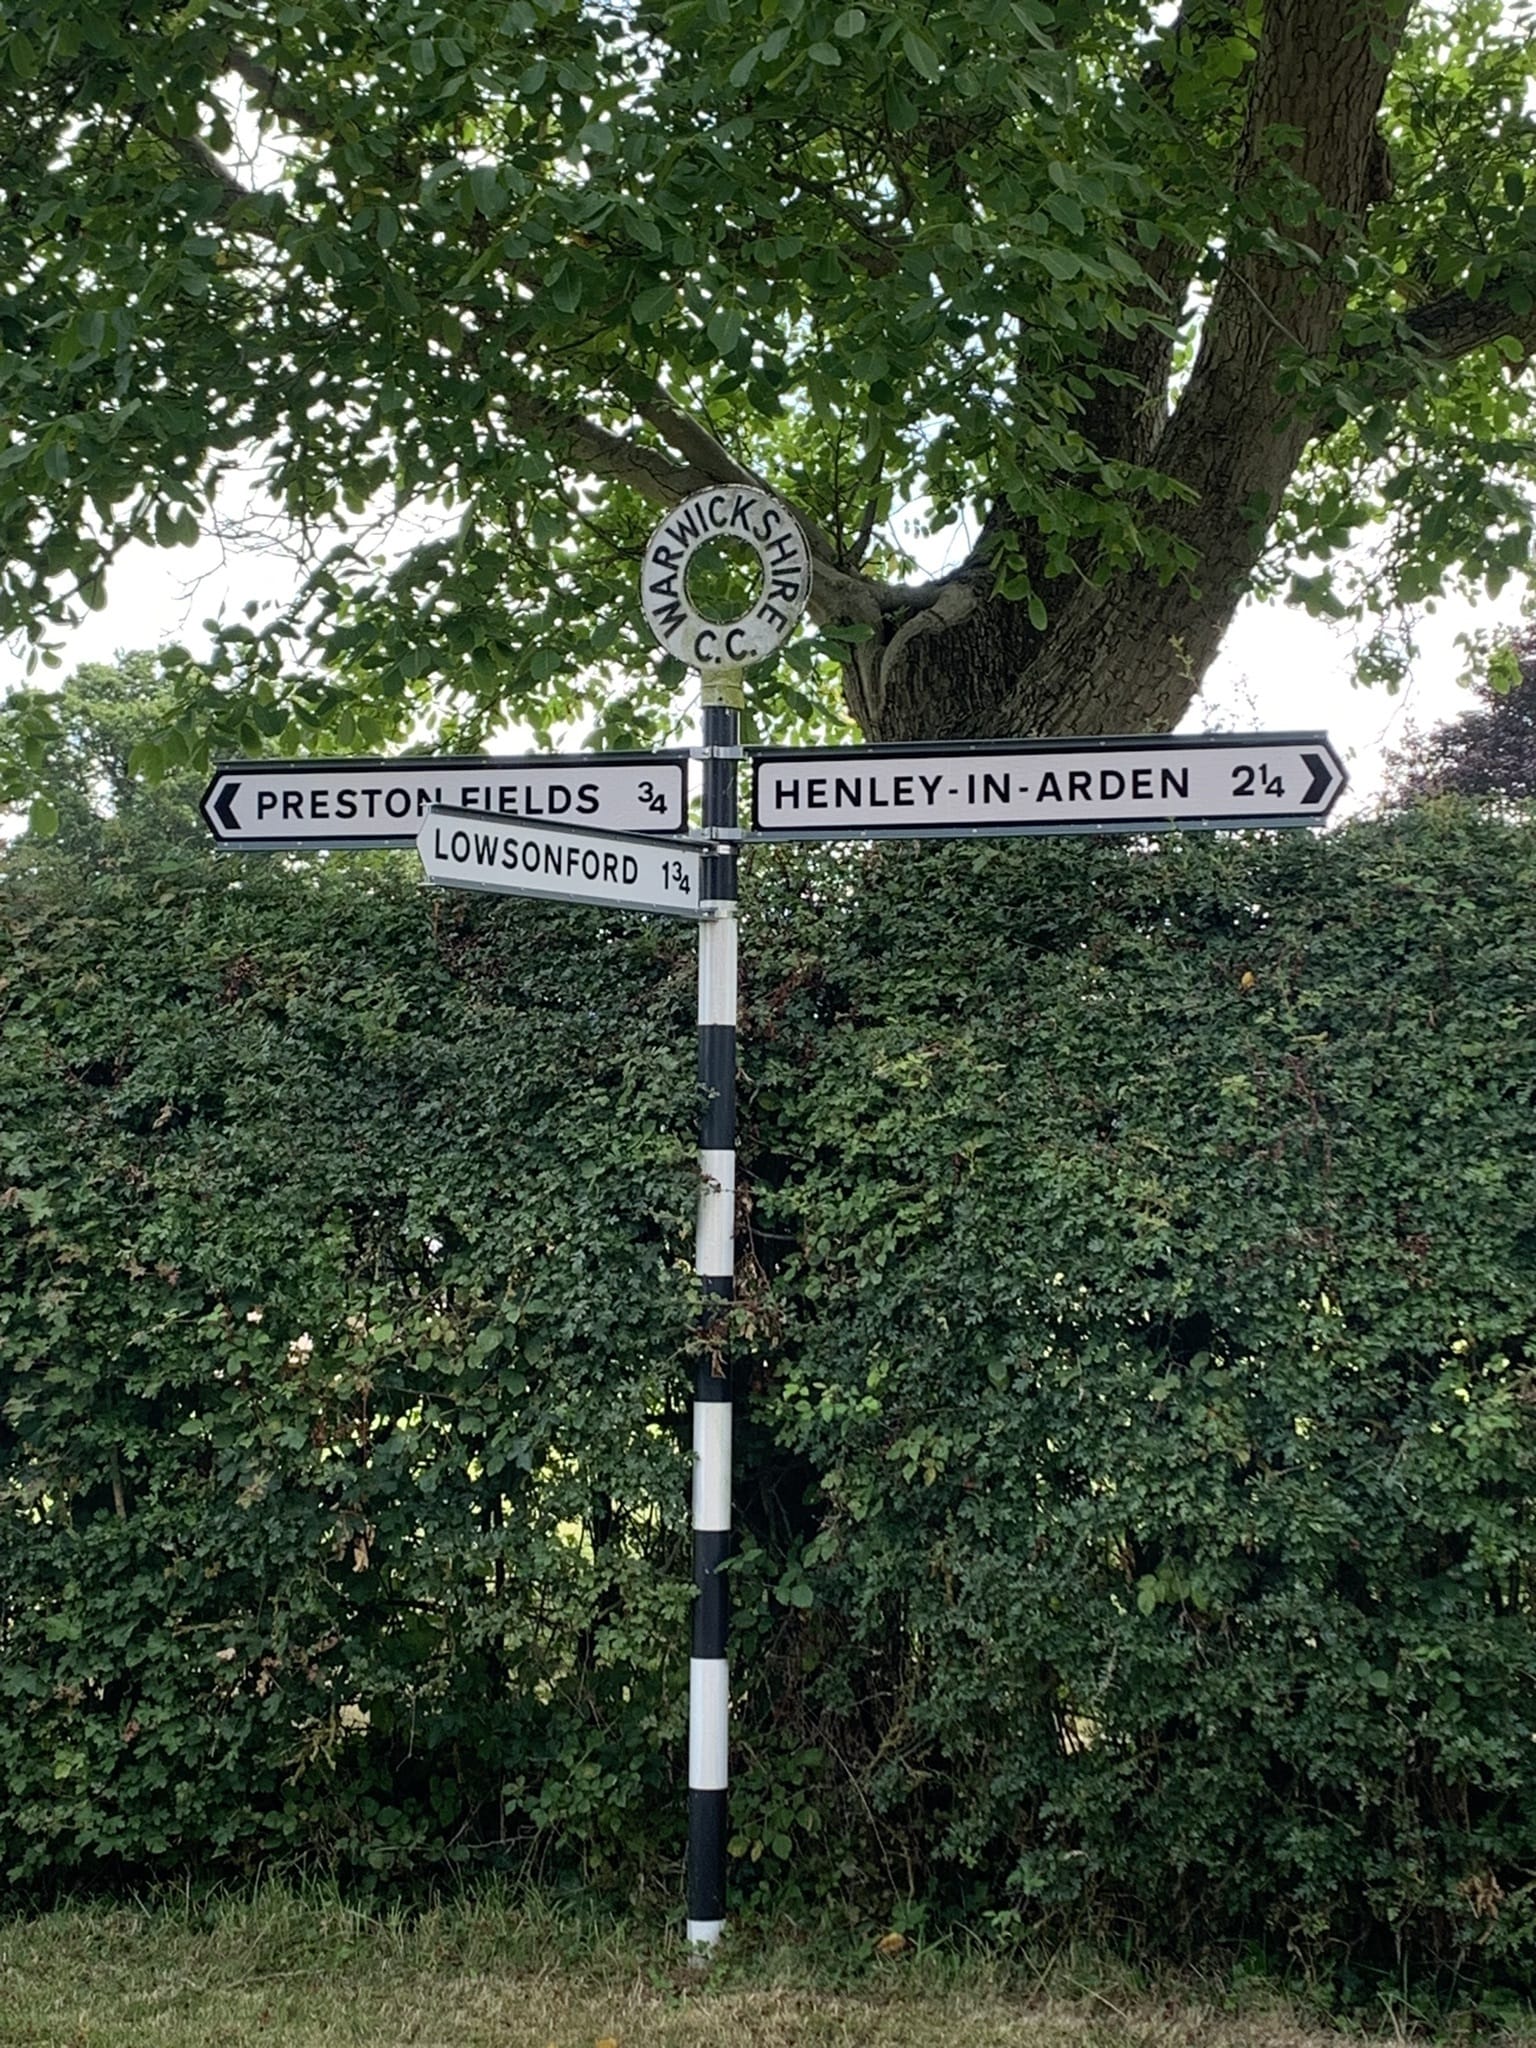 WARWICKSHIRE
C.C.
PRESTON FIELDS ¾
HENLEY-IN-ARDEN 2¼
LOWSONFORD 1¾